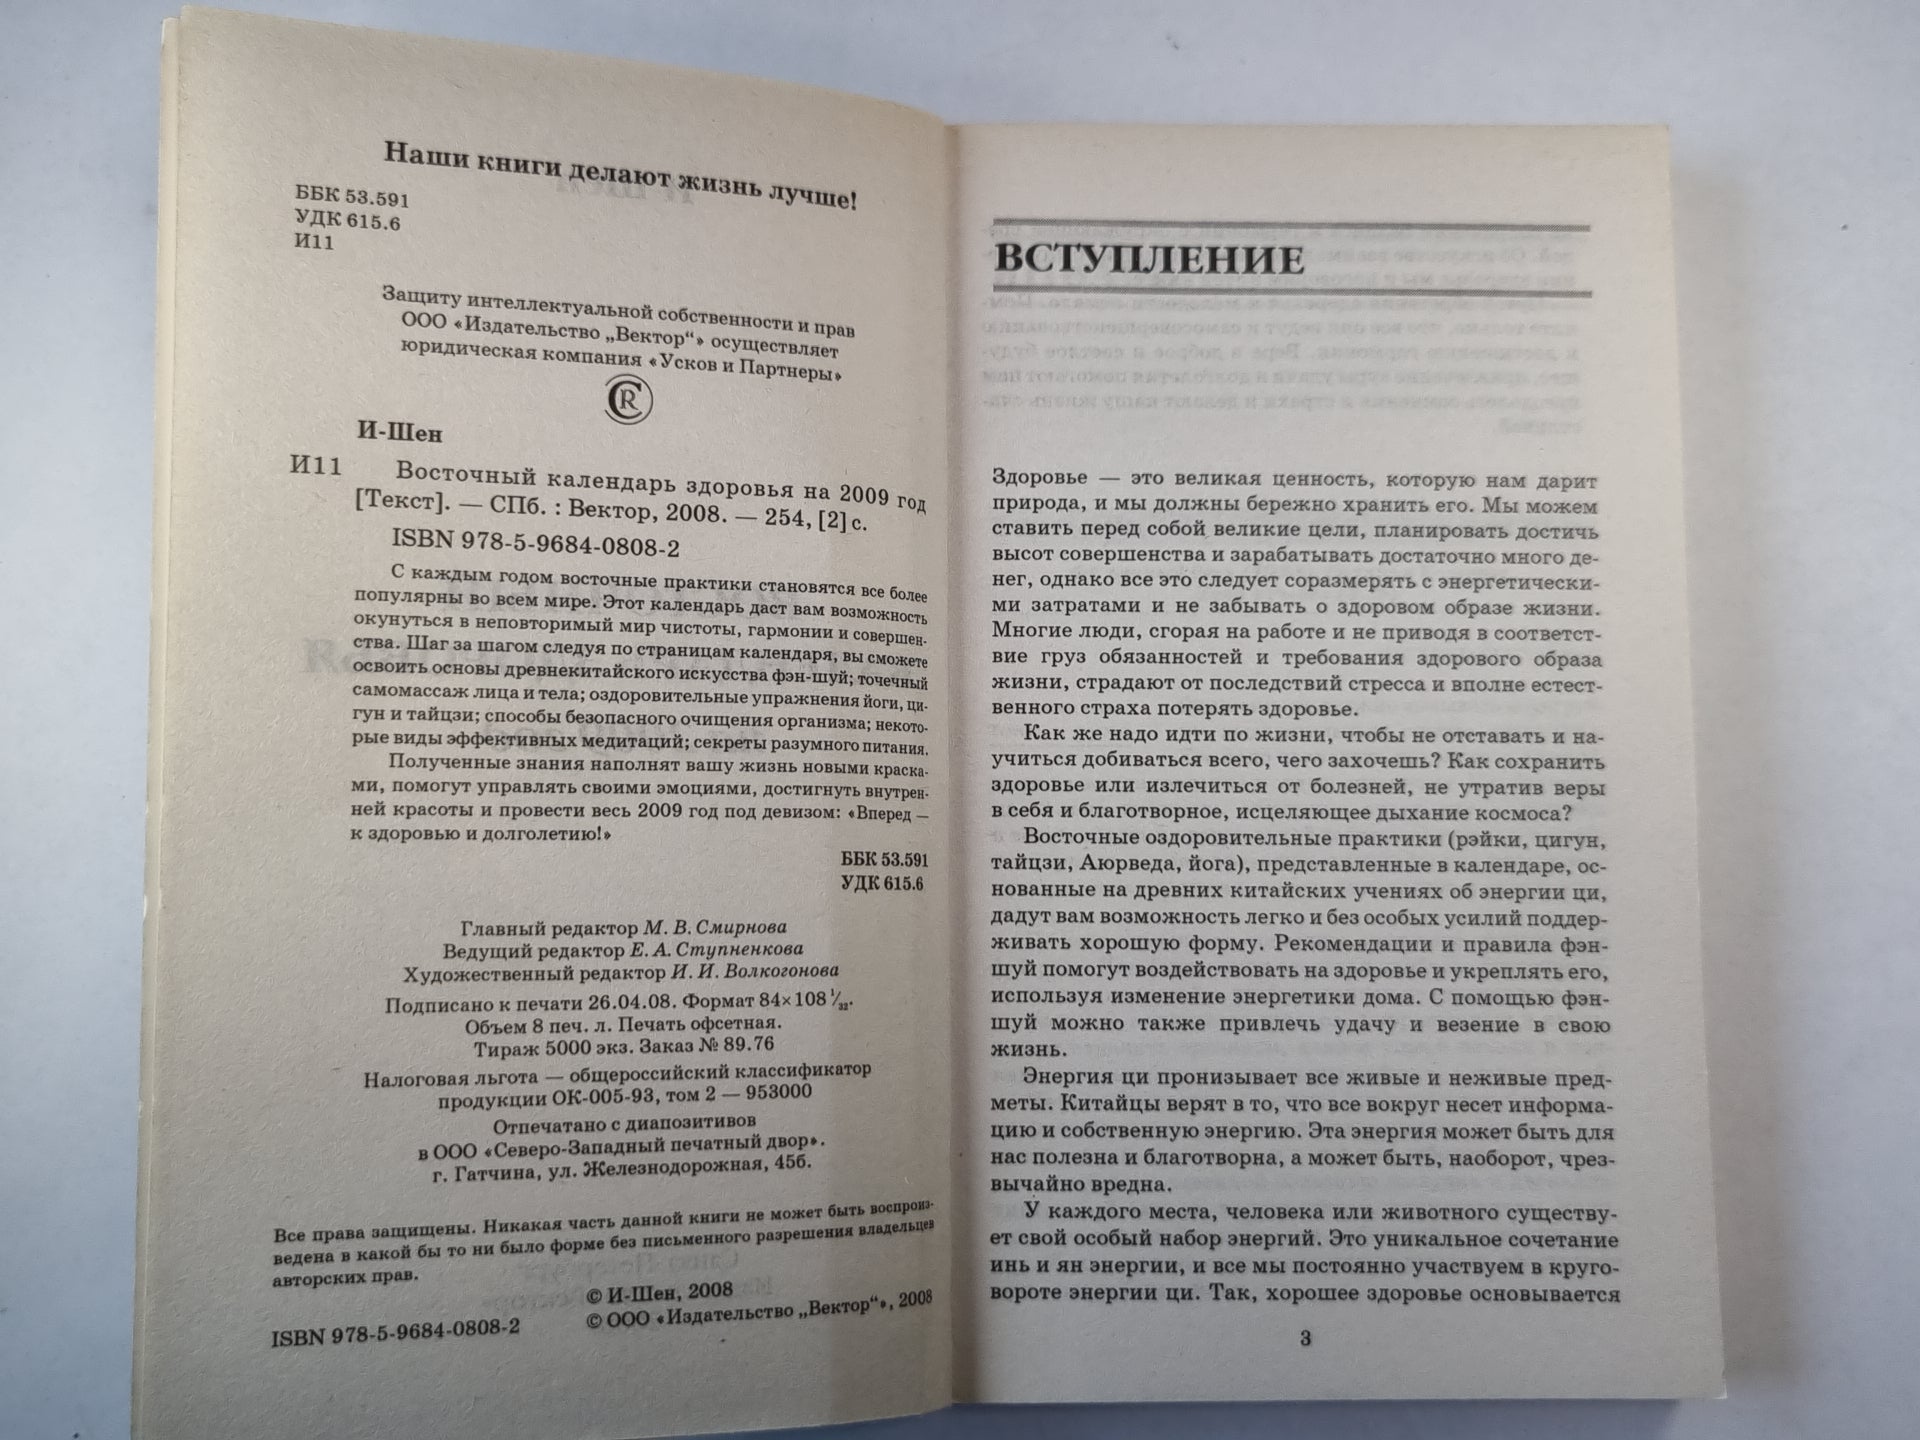 Наши книги делают жизнь лучше!
ББК 53.591
УДК 615.6
И11
Защиту интеллектуальной собственности и прав
ООО «Издательство „Вектор“» осуществляет
юридическая компания «Усков и Партнеры»
CR
И-Шен
И11 Восточный календарь здоровья на 2009 год
[Текст]. — СПб. : Вектор, 2008. — 254, [2] с.
ISBN 978-5-9684-0808-2
С каждым годом восточные практики становятся все более
популярны во всем мире. Этот календарь даст вам возможность
окунуться в неповторимый мир чистоты, гармонии и совершен-
ства. Шаг за шагом следуя по страницам календаря, вы сможете
освоить основы древнекитайского искусства фэн-шуй; точечный
самомассаж лица и тела; оздоровительные упражнения йоги, ци-
гун и тайцзи; способы безопасного очищения организма; некото-
рые виды эффективных медитаций; секреты разумного питания.
Полученные знания наполнят вашу жизнь новыми краска-
ми, помогут управлять своими эмоциями, достигнуть внутрен-
ней красоты и провести весь 2009 год под девизом: «Вперед —
к здоровью и долголетию!»
ББК 53.591
УДК 615.6
Главный редактор М. В. Смирнова
Ведущий редактор Е. А. Ступненкова
Художественный редактор И. И. Волкогонова
Подписано к печати 26.04.08. Формат 84×108 1/32.
Объем 8 печ. л. Печать офсетная.
Тираж 5000 экз. Заказ № 89.76
Налоговая льгота — общероссийский классификатор
продукции ОК-005-93, том 2 — 953000
Отпечатано с диапозитивов
в ООО «Северо-Западный печатный двор».
г. Гатчина, ул. Железнодорожная, 45б.
Все права защищены. Никакая часть данной книги не может быть воспроиз-
ведена в какой бы то ни было форме без письменного разрешения владельцев
авторских прав.
© И-Шен, 2008
© ООО «Издательство „Вектор“», 2008
ISBN 978-5-9684-0808-2
ВСТУПЛЕНИЕ
Здоровье — это великая ценность, которую нам дарит
природа, и мы должны бережно хранить его. Мы можем
ставить перед собой великие цели, планировать достичь
высот совершенства и зарабатывать достаточно много де-
нег, однако все это следует соразмерять с энергетически-
ми затратами и не забывать о здоровом образе жизни.
Многие люди, сгорая на работе и не приводя в соответст-
вие груз обязанностей и требования здорового образа
жизни, страдают от последствий стресса и вполне естест-
венного страха потерять здоровье.
Как же надо идти по жизни, чтобы не отставать и на-
учиться добиваться всего, чего захочешь? Как сохранить
здоровье или излечиться от болезней, не утратив веры
в себя и благотворное, исцеляющее дыхание космоса?
Восточные оздоровительные практики (рэйки, цигун,
тайцзи, Аюрведа, йога), представленные в календаре, ос-
нованные на древних китайских учениях об энергии ци,
дадут вам возможность легко и без особых усилий поддер-
живать хорошую форму. Рекомендации и правила фэн-
шуй помогут воздействовать на здоровье и укреплять его,
используя изменение энергетики дома. С помощью фэн-
шуй можно также привлечь удачу и везение в свою
жизнь.
Энергия ци пронизывает все живые и неживые пред-
меты. Китайцы верят в то, что все вокруг несет информа-
цию и собственную энергию. Эта энергия может быть для
нас полезна и благотворна, а может быть, наоборот, чрез-
вычайно вредна.
У каждого места, человека или животного существу-
ет свой особый набор энергий. Это уникальное сочетание
инь и ян энергии, и все мы постоянно участвуем в круго-
вороте энергии ци. Так, хорошее здоровье основывается
3